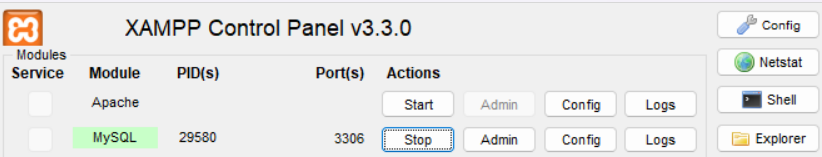 XAMPP Control Panel v3.3.0
Config
Modules
Service Module PID(s) Port(s) Actions
Netstat
Apache Start Admin Config Logs
Shell
MySQL 29580 3306 Stop Admin Config Logs
Explorer